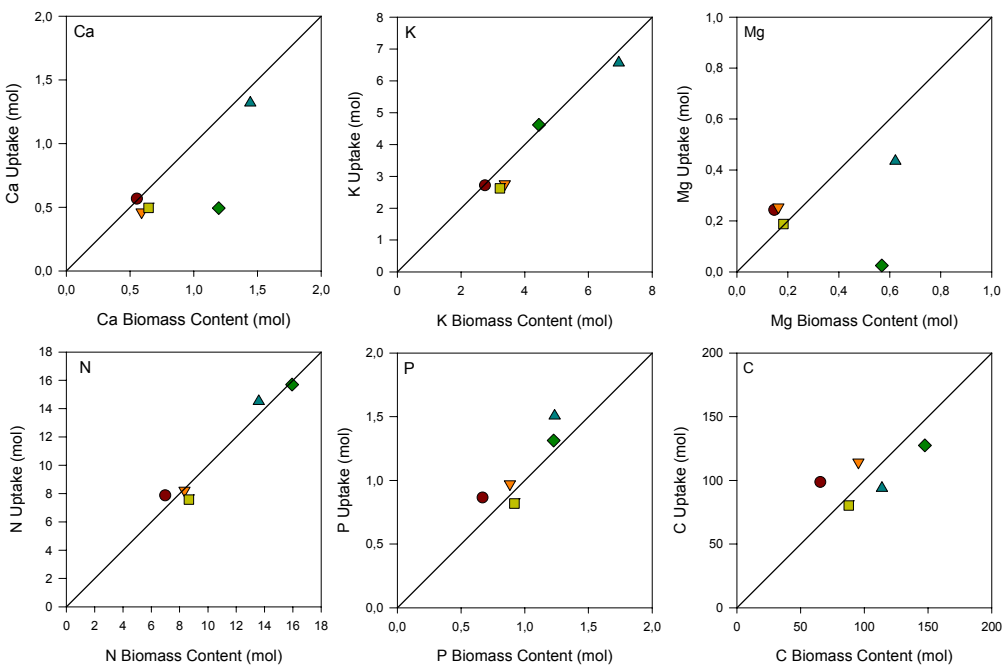 Ca
2,0
1,5
1,0
0,5
0,0
Ca Uptake (mol)
0,0 0,5 1,0 1,5 2,0
Ca Biomass Content (mol)
K
8
7
6
5
4
3
2
1
0
K Uptake (mol)
0 2 4 6 8
K Biomass Content (mol)
Mg
1,0
0,8
0,6
0,4
0,2
0,0
Mg Uptake (mol)
0,0 0,2 0,4 0,6 0,8 1,0
Mg Biomass Content (mol)
N
18
16
14
12
10
8
6
4
2
0
N Uptake (mol)
0 2 4 6 8 10 12 14 16 18
N Biomass Content (mol)
P
2,0
1,5
1,0
0,5
0,0
P Uptake (mol)
0,0 0,5 1,0 1,5 2,0
P Biomass Content (mol)
C
200
150
100
50
0
C Uptake (mol)
0 50 100 150 200
C Biomass Content (mol)